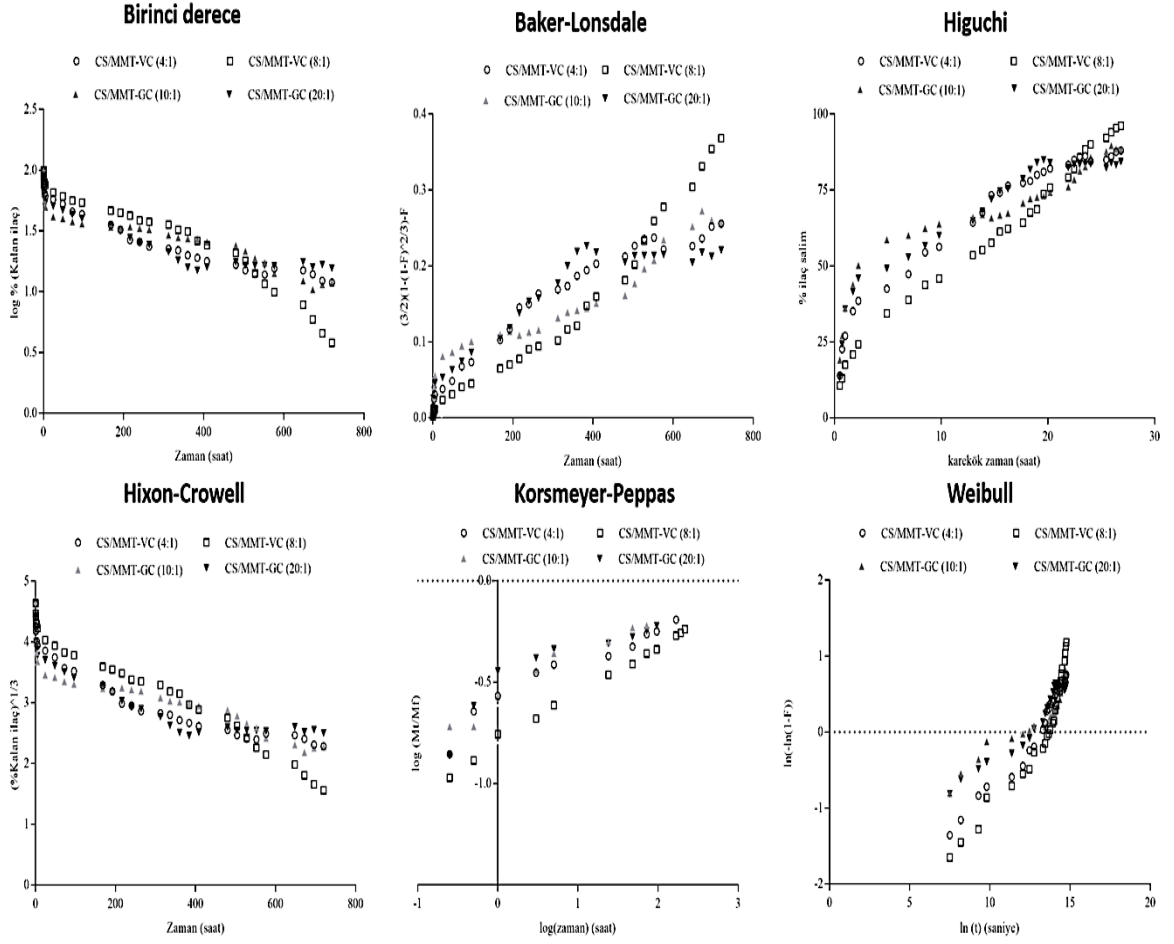 Birinci derece
CS/MMT-VC (4:1)
CS/MMT-VC (8:1)
CS/MMT-GC (10:1)
CS/MMT-GC (20:1)
log % (Kalan ilaç)
2.5
2.0
1.5
1.0
0.5
0.0
0
200
400
600
800
Zaman (saat)
Baker-Lonsdale
CS/MMT-VC (4:1)
CS/MMT-VC (8:1)
CS/MMT-GC (10:1)
CS/MMT-GC (20:1)
(3/2)(1-(1-F)^2/3)-F
0.4
0.3
0.2
0.1
0.0
0
200
400
600
800
Zaman (saat)
Higuchi
CS/MMT-VC (4:1)
CS/MMT-VC (8:1)
CS/MMT-GC (10:1)
CS/MMT-GC (20:1)
% ilaç salim
100
75
50
25
0
0
10
20
30
karekök zaman (saat)
Hixon-Crowell
CS/MMT-VC (4:1)
CS/MMT-VC (8:1)
CS/MMT-GC (10:1)
CS/MMT-GC (20:1)
(%Kalan ilaç)^1/3
5
4
3
2
1
0
0
200
400
600
800
Zaman (saat)
Korsmeyer-Peppas
CS/MMT-VC (4:1)
CS/MMT-VC (8:1)
CS/MMT-GC (10:1)
CS/MMT-GC (20:1)
log (Mt/Mf)
0.0
-0.5
-1.0
-1
0
1
2
3
log(zaman) (saat)
Weibull
CS/MMT-VC (4:1)
CS/MMT-VC (8:1)
CS/MMT-GC (10:1)
CS/MMT-GC (20:1)
ln(-ln(1-F))
2
1
0
-1
-2
0
5
10
15
20
ln (t) (saniye)